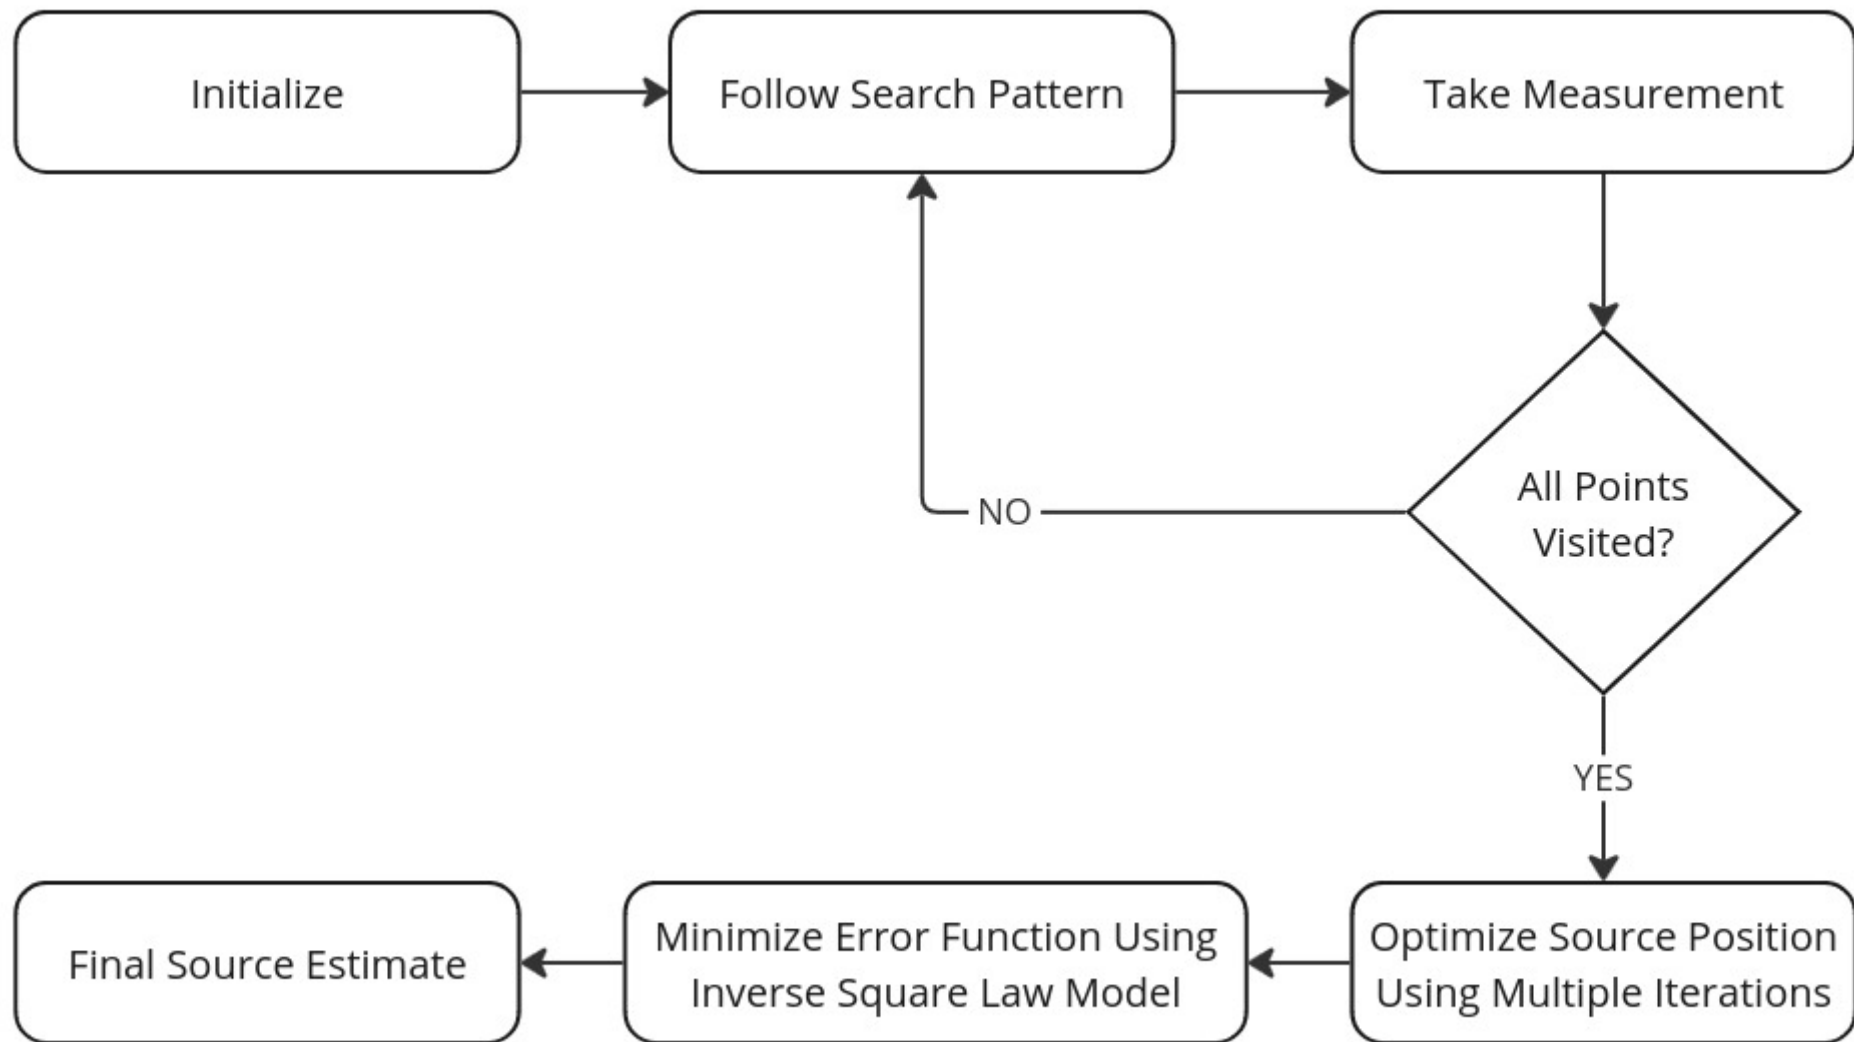 Initialize
Follow Search Pattern
Take Measurement
All Points
Visited?
NO
YES
Optimize Source Position
Using Multiple Iterations
Minimize Error Function Using
Inverse Square Law Model
Final Source Estimate